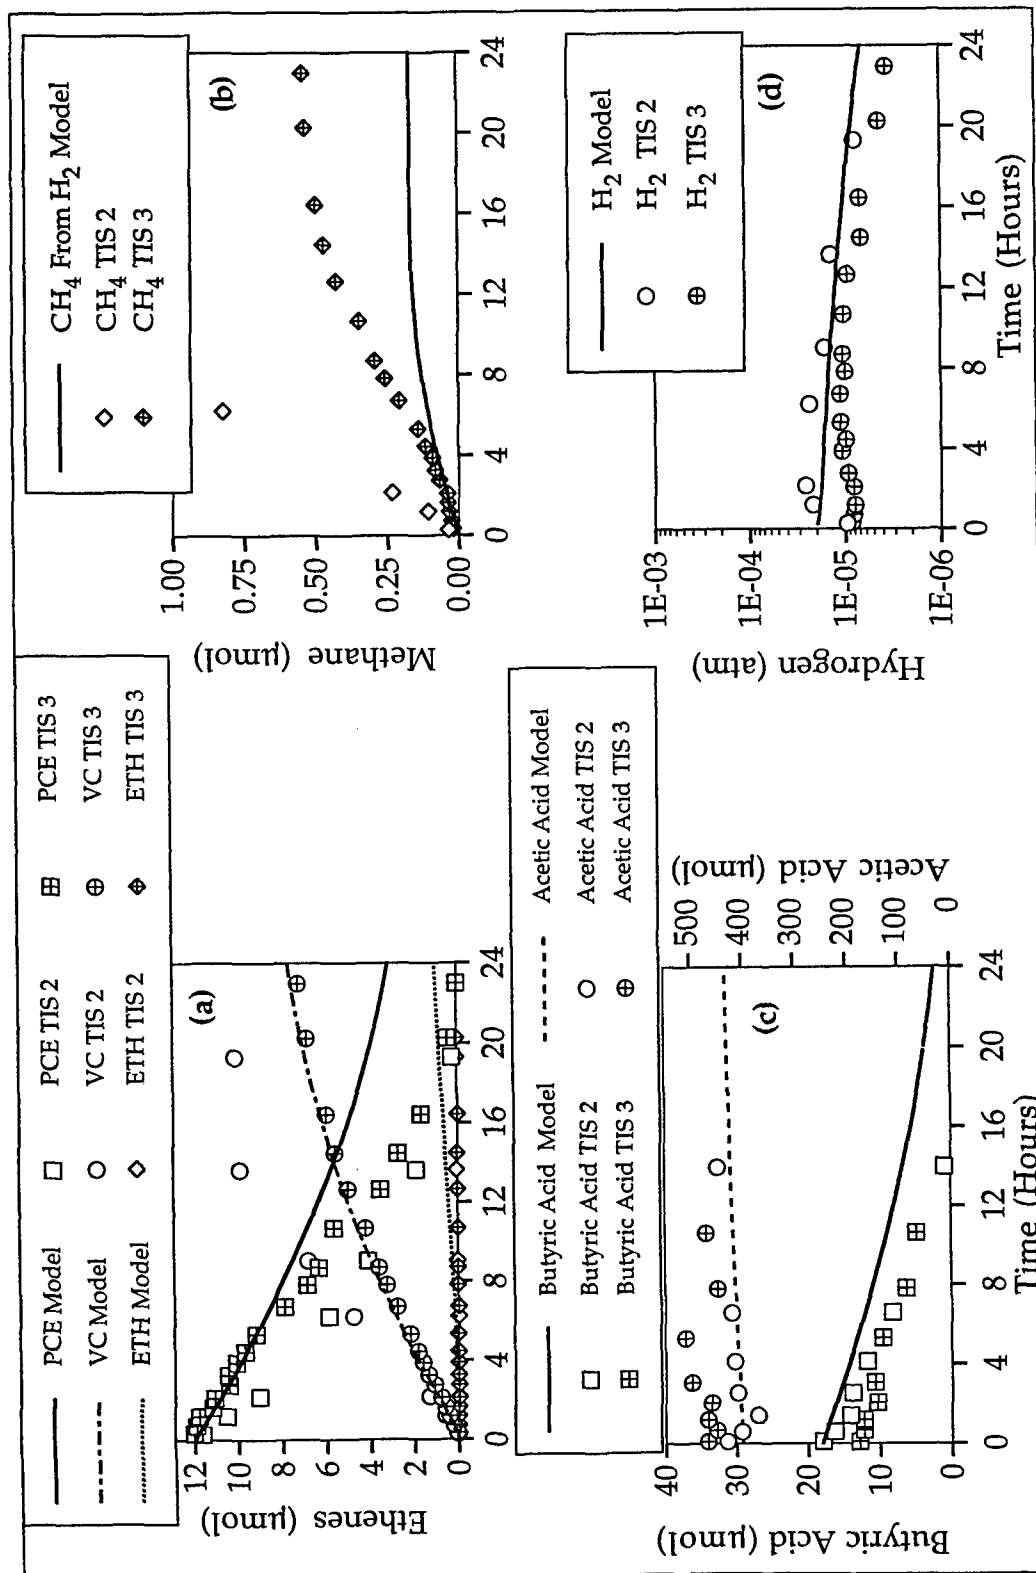 PCE Model
PCE TIS 2
PCE TIS 3
VC Model
VC TIS 2
VC TIS 3
ETH Model
ETH TIS 2
ETH TIS 3
(a)
Ethenes (µmol)
12
10
8
6
4
2
0
0 4 8 12 16 20 24
CH4 From H2 Model
CH4 TIS 2
CH4 TIS 3
(b)
Methane (µmol)
1.00
0.75
0.50
0.25
0.00
0 4 8 12 16 20 24
Butyric Acid Model
Acetic Acid Model
Butyric Acid TIS 2
Acetic Acid TIS 2
Butyric Acid TIS 3
Acetic Acid TIS 3
(c)
Butyric Acid (µmol)
40
30
20
10
0
Acetic Acid (µmol)
500
400
300
200
100
0
0 4 8 12 16 20 24
Time (Hours)
H2 Model
H2 TIS 2
H2 TIS 3
(d)
Hydrogen (atm)
1E-03
1E-04
1E-05
1E-06
0 4 8 12 16 20 24
Time (Hours)